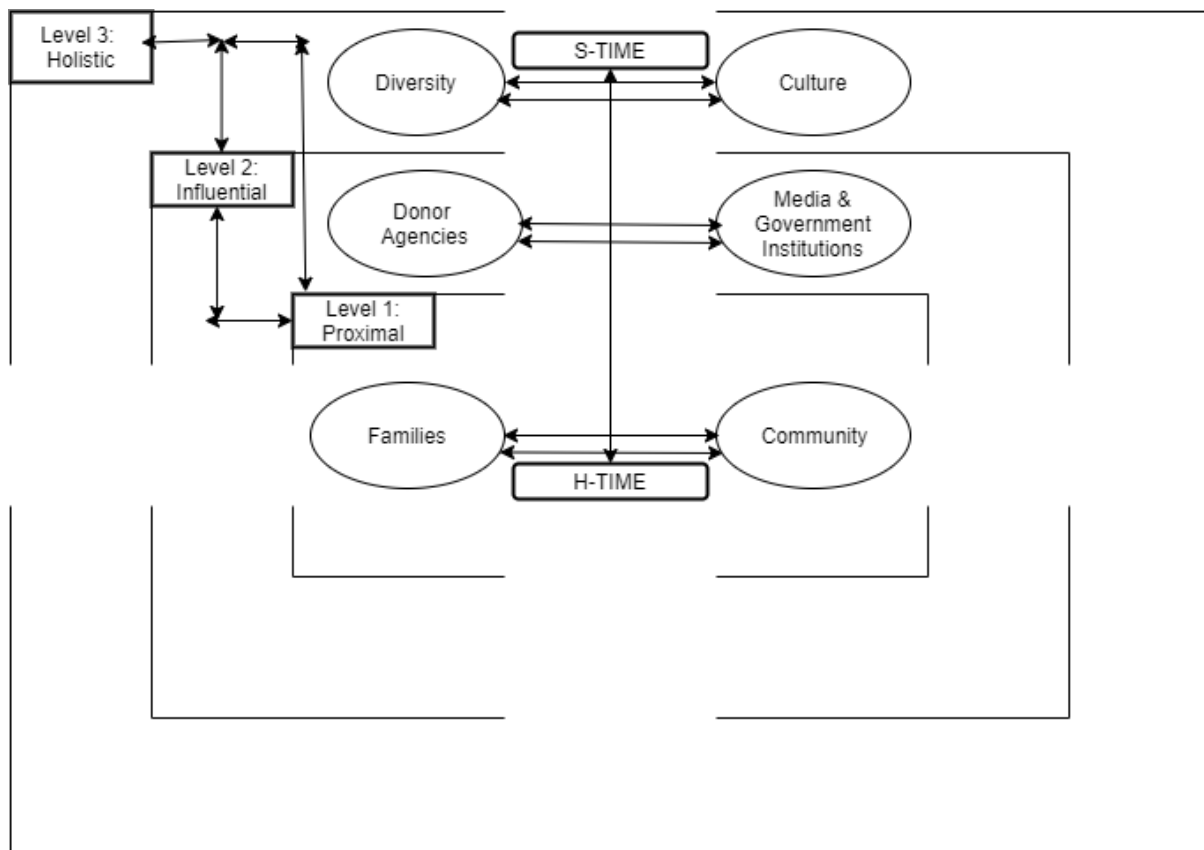 Level 3:
Holistic
S-TIME
Diversity
Culture
Level 2:
Influential
Donor
Agencies
Media &
Government
Institutions
Level 1:
Proximal
Families
Community
H-TIME